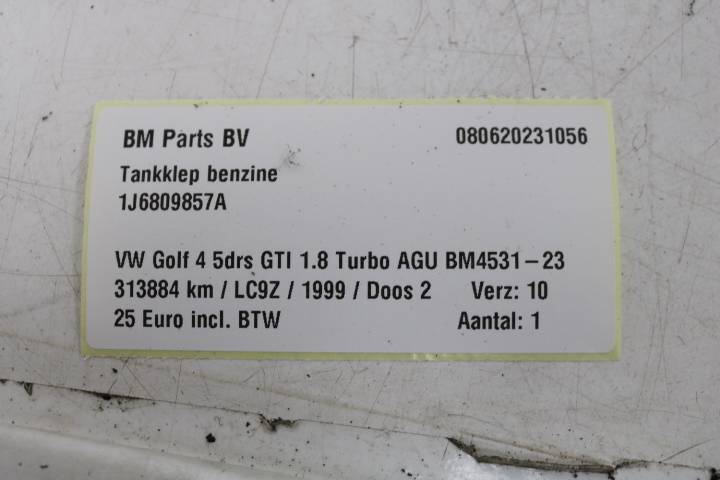 BM Parts BV 080620231056
Tankklep benzine
1J6809857A
VW Golf 4 5drs GTI 1.8 Turbo AGU BM4531-23
313884 km / LC9Z / 1999 / Doos 2 Verz: 10
25 Euro incl. BTW Aantal: 1